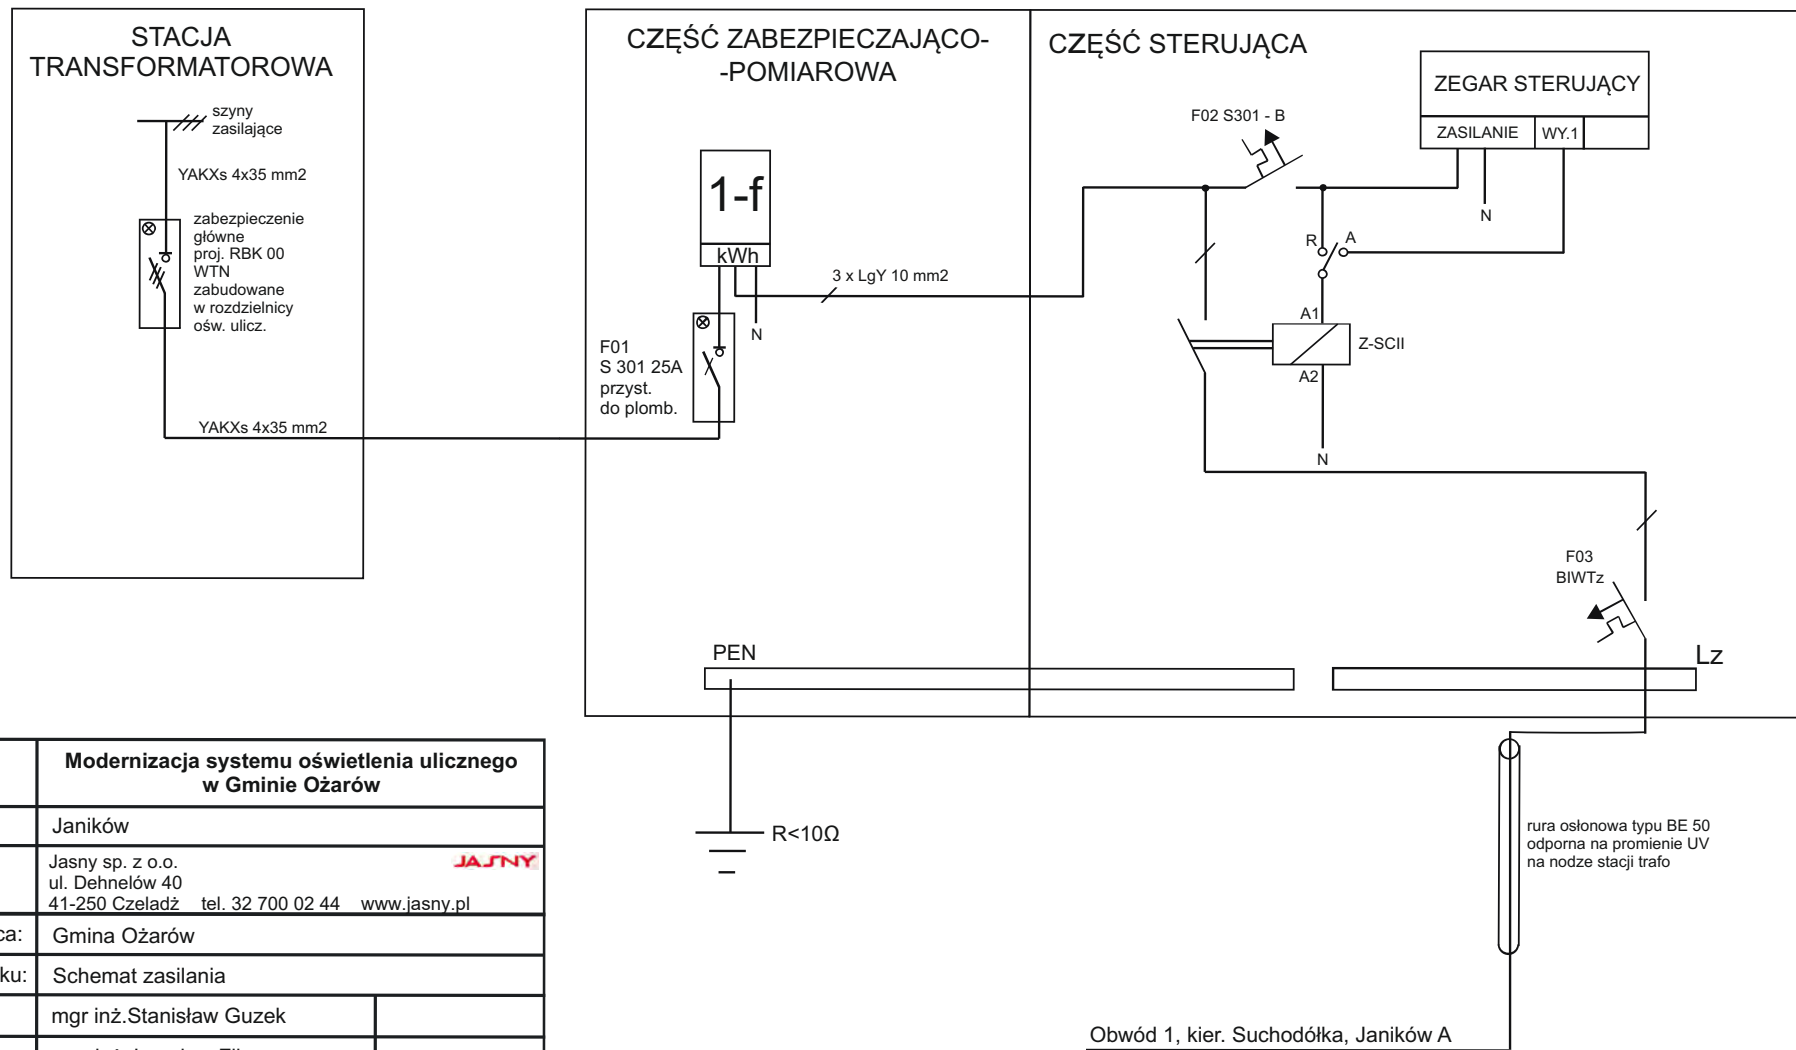 STACJA
TRANSFORMATOROWA
szyny
zasilające
YAKXs 4x35 mm2
zabezpieczenie
główne
proj. RBK 00
WTN
zabudowane
w rozdzielnicy
ośw. ulicz.
YAKXs 4x35 mm2
CZĘŚĆ ZABEZPIECZAJĄCO-
-POMIAROWA
1-f
kWh
N
3 x LgY 10 mm2
F01
S 301 25A
przyst.
do plomb.
PEN
R<10Ω
CZĘŚĆ STERUJĄCA
F02 S301 - B
ZEGAR STERUJĄCY
ZASILANIE WY.1
N
R A
A1
Z-SCII
A2
N
F03
BIWTz
Lz
rura osłonowa typu BE 50
odporna na promienie UV
na nodze stacji trafo
Obwód 1, kier. Suchodółka, Janików A
Modernizacja systemu oświetlenia ulicznego
w Gminie Ożarów
Janików
Jasny sp. z o.o.
JASNY
ul. Dehnelów 40
41-250 Czeladż tel. 32 700 02 44 www.jasny.pl
ca: Gmina Ożarów
ku: Schemat zasilania
mgr inż.Stanisław Guzek